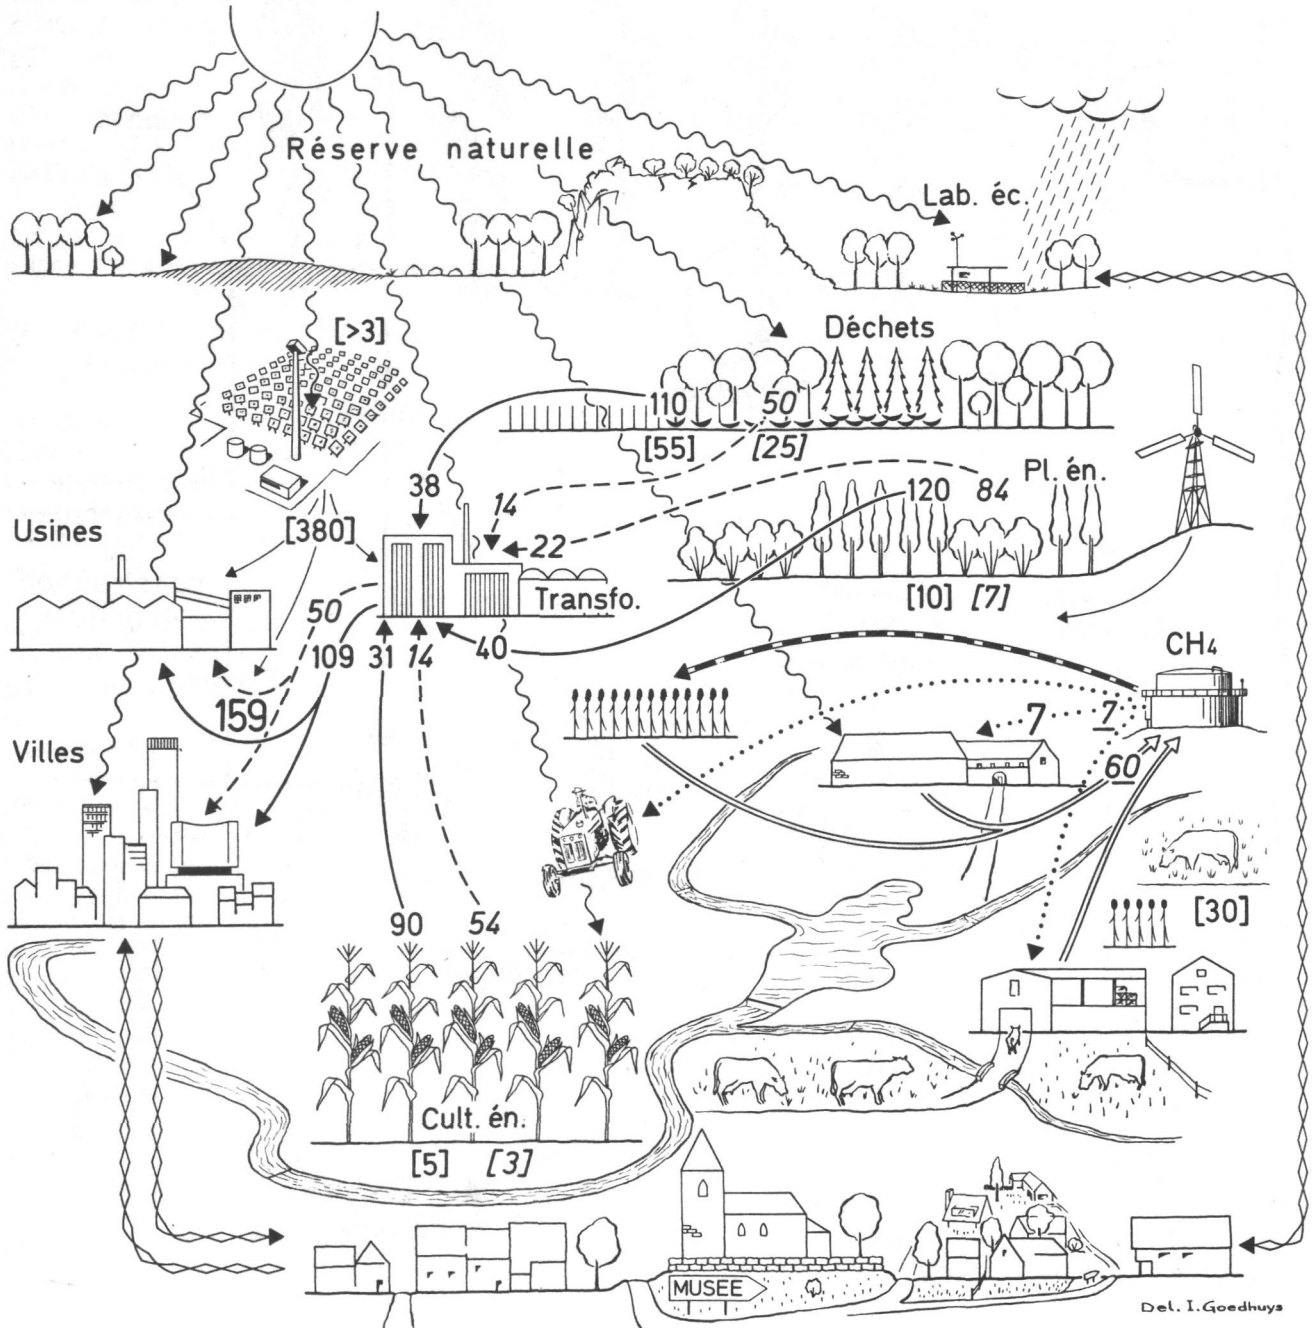 Réserve naturelle
Lab. éc.
[>3]
Déchets
110 50
[55] [25]
Pl. én.
38 14
120 84
[380]
Usines
22
Transfo.
50
[10] [7]
109 31 14 40
CH4
159
7 7
Villes
60
[30]
90 54
Cult. én.
[5] [3]
MUSEE
Del. I. Goedhuys